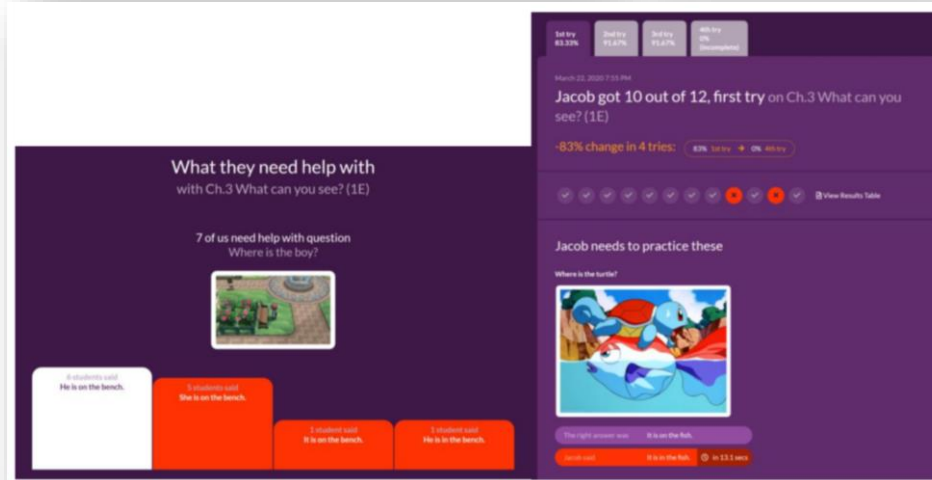 What they need help with
with Ch.3 What can you see? (1E)
7 of us need help with question
Where is the boy?
6 students said
He is on the bench.
5 students said
She is on the bench.
1 student said
It is on the bench.
1 student said
He is in the bench.
1st try
83.33%
2nd try
91.67%
3rd try
91.67%
4th try
0%
(incomplete)
March 22, 2020 7:55 PM
Jacob got 10 out of 12, first try on Ch.3 What can you
see? (1E)
-83% change in 4 tries: 83% 1st try → 0% 4th try
View Results Table
Jacob needs to practice these
Where is the turtle?
The right answer was: It is on the fish.
Jacob said It is in the fish. in 13.1 secs